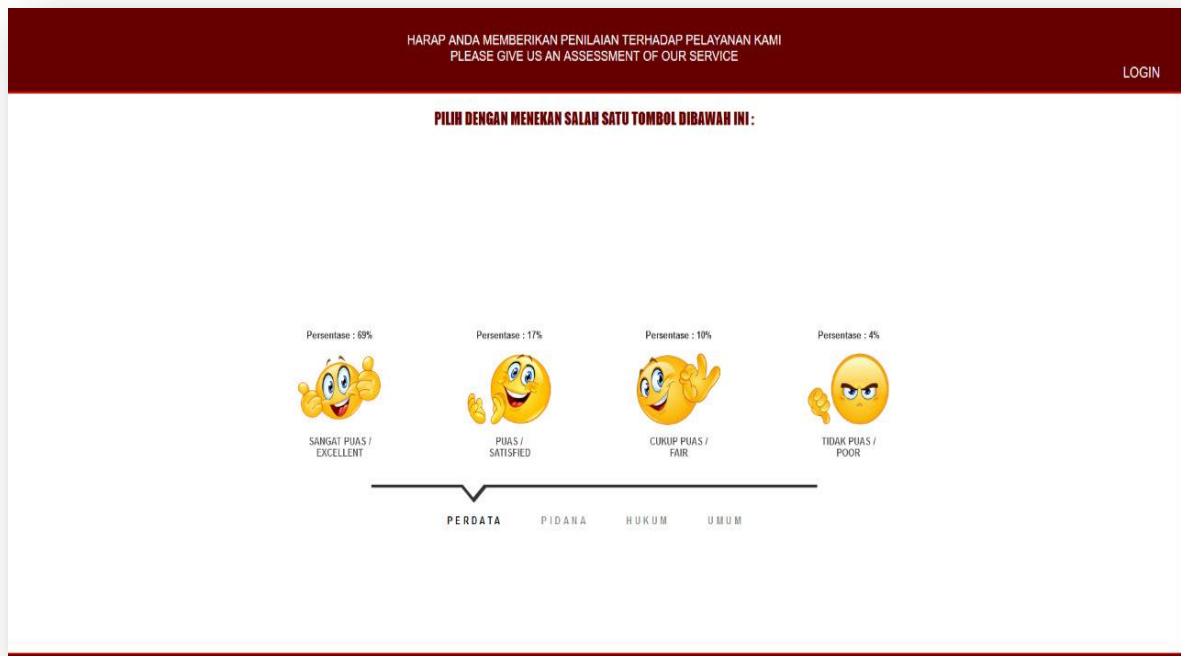 HARAP ANDA MEMBERIKAN PENILAIAN TERHADAP PELAYANAN KAMI
PLEASE GIVE US AN ASSESSMENT OF OUR SERVICE
LOGIN
PILIH DENGAN MENEKAN SALAH SATU TOMBOL DIBAWAH INI :
Persentase : 69%
SANGAT PUAS /
EXCELLENT
Persentase : 17%
PUAS /
SATISFIED
Persentase : 10%
CUKUP PUAS /
FAIR
Persentase : 4%
TIDAK PUAS /
POOR
PERDATA PIDANA HUKUM UMUM